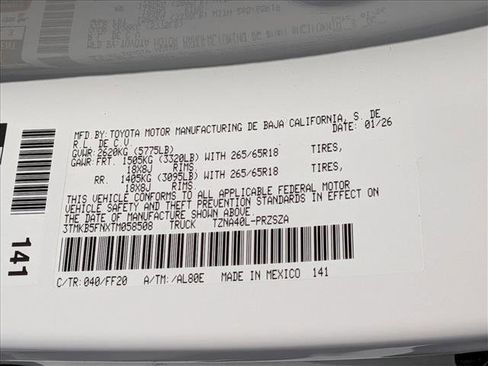 MFD.BY:TOYOTA MOTOR MANUFACTURING DE BAJA CALIFORNIA, S. DE
R.L. DE C.V. DATE: 01/26
GVWR:2620KG (5775LB)
GAWR:FRT. 1505KG (3320LB) WITH 265/65R18 TIRES,
18X8J RIMS
RR. 1405KG (3095LB) WITH 265/65R18 TIRES,
18X8J RIMS.
THIS VEHICLE CONFORMS TO ALL APPLICABLE FEDERAL MOTOR
VEHICLE SAFETY AND THEFT PREVENTION STANDARDS IN EFFECT ON
THE DATE OF MANUFACTURE SHOWN ABOVE.
3TMKB5FNXTM058508 TRUCK TZNA40L-PRZSZA
C/TR:040/FF20 A/TM:/AL80E MADE IN MEXICO 141
141